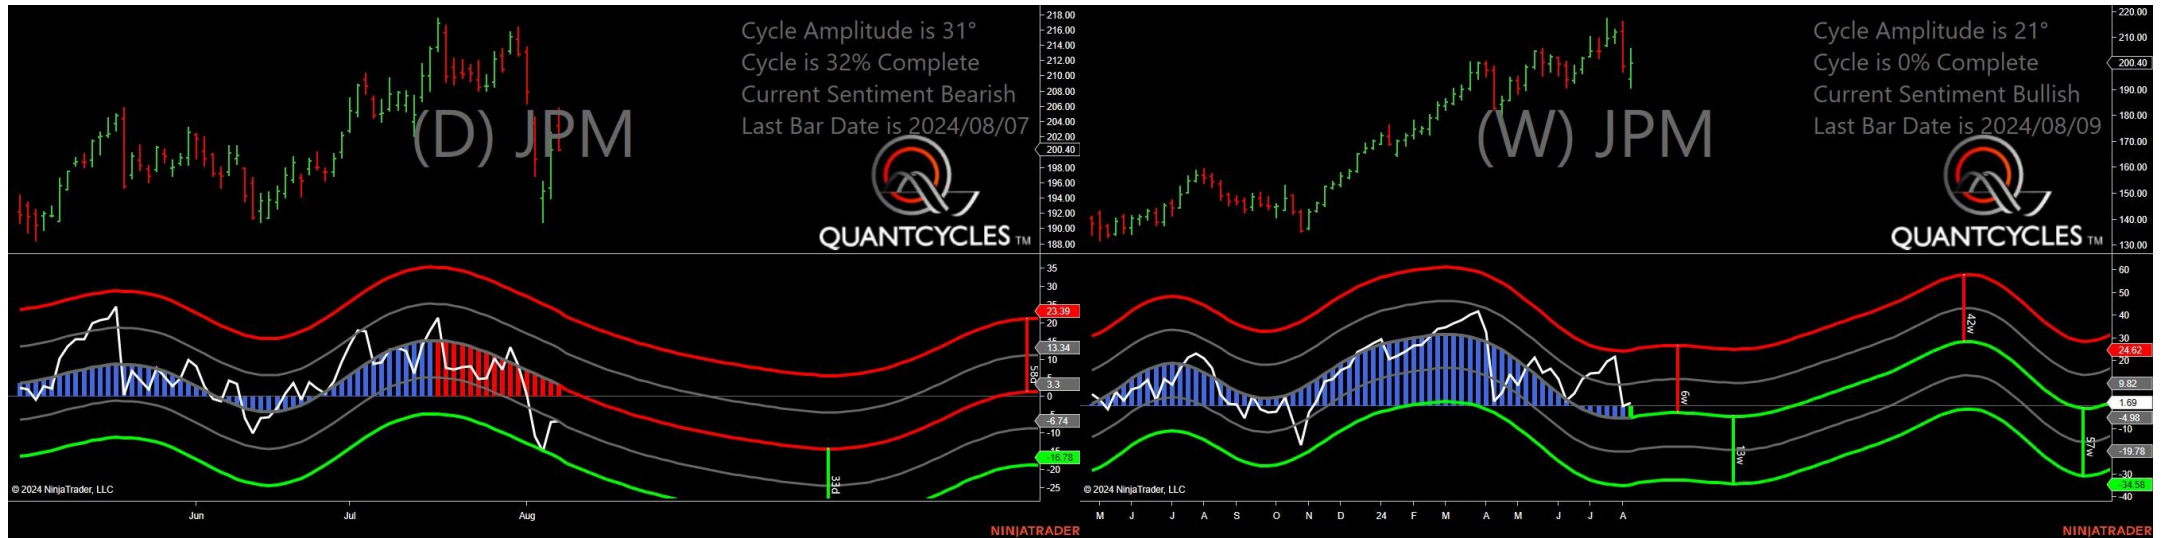 Cycle Amplitude is 31°
Cycle is 32% Complete
Current Sentiment Bearish
Last Bar Date is 2024/08/07
(D) JPM
QUANTCYCLES TM
218.00
216.00
214.00
212.00
210.00
208.00
206.00
204.00
202.00
200.40
198.00
196.00
194.00
192.00
190.00
188.00
35
30
23.39
20
13.34
10
5
3.3
0
-6.74
-10
-16.78
-20
-25
58d
33d
© 2024 NinjaTrader, LLC
Jun Jul Aug
NINJATRADER
Cycle Amplitude is 21°
Cycle is 0% Complete
Current Sentiment Bullish
Last Bar Date is 2024/08/09
(W) JPM
QUANTCYCLES TM
220.00
210.00
200.40
190.00
180.00
170.00
160.00
150.00
140.00
130.00
60
50
40
30
24.62
20
9.82
1.69
-4.98
-10
-19.78
-30
-34.58
-40
6w
13w
42w
57w
© 2024 NinjaTrader, LLC
M J J A S O N D 24 F M A M J J A
NINJATRADER